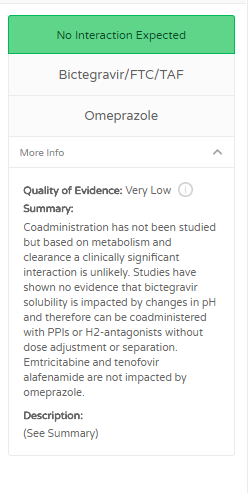 No Interaction Expected
Bictegravir/FTC/TAF
Omeprazole
More Info
Quality of Evidence: Very Low
Summary:
Coadministration has not been studied
but based on metabolism and
clearance a clinically significant
interaction is unlikely. Studies have
shown no evidence that bictegravir
solubility is impacted by changes in pH
and therefore can be coadministered
with PPIs or H2-antagonists without
dose adjustment or separation.
Emtricitabine and tenofovir
alafenamide are not impacted by
omeprazole.
Description:
(See Summary)